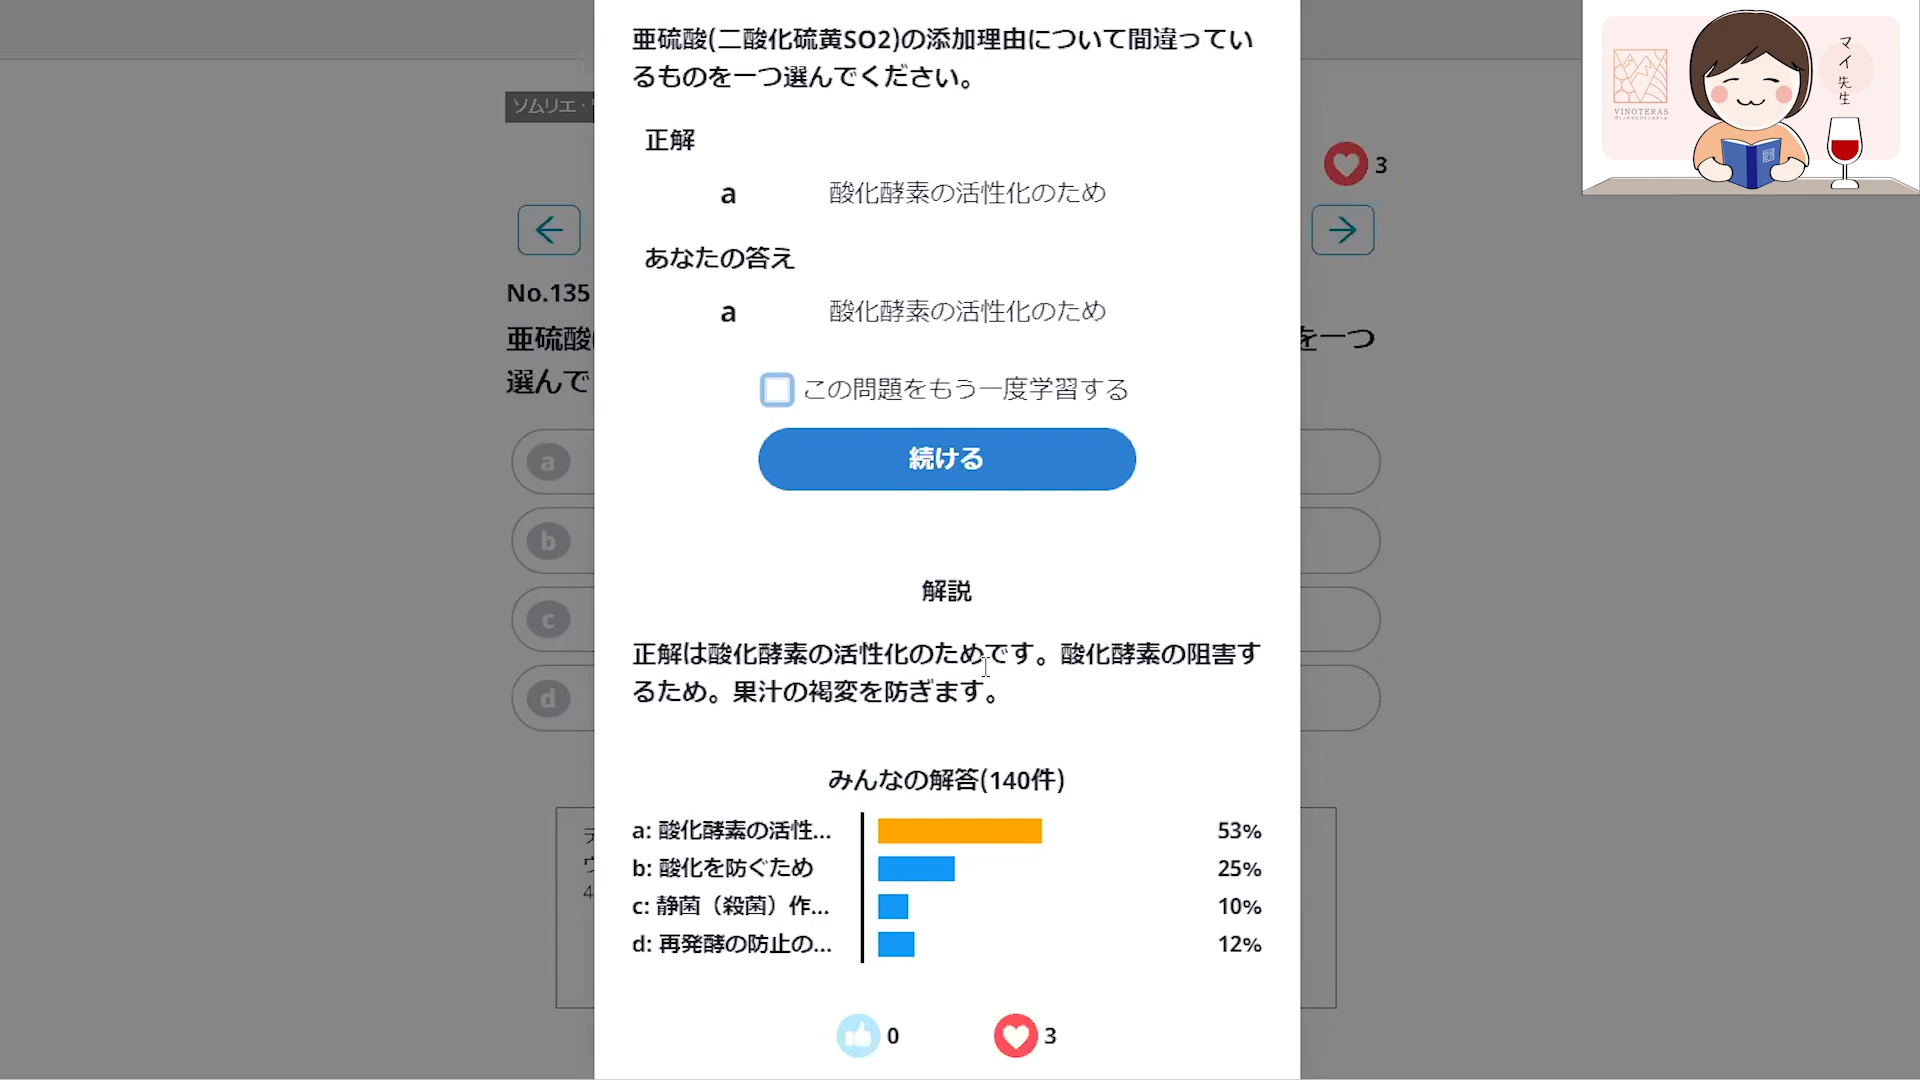 亜硫酸(二酸化硫黄SO2)の添加理由について間違ってい
るものを一つ選んでください。
正解
a 酸化酵素の活性化のため
あなたの答え
a 酸化酵素の活性化のため
この問題をもう一度学習する
続ける
解説
正解は酸化酵素の活性化のためです。酸化酵素の阻害す
るため。果汁の褐変を防ぎます。
みんなの解答(140件)
a: 酸化酵素の活性... 53%
b: 酸化を防ぐため 25%
c: 静菌（殺菌）作... 10%
d: 再発酵の防止の... 12%
0 3
ソムリエ・
3
No.135
亜硫酸 を一つ
選んで
a
b
c
d
マイ先生
VINOTERAS